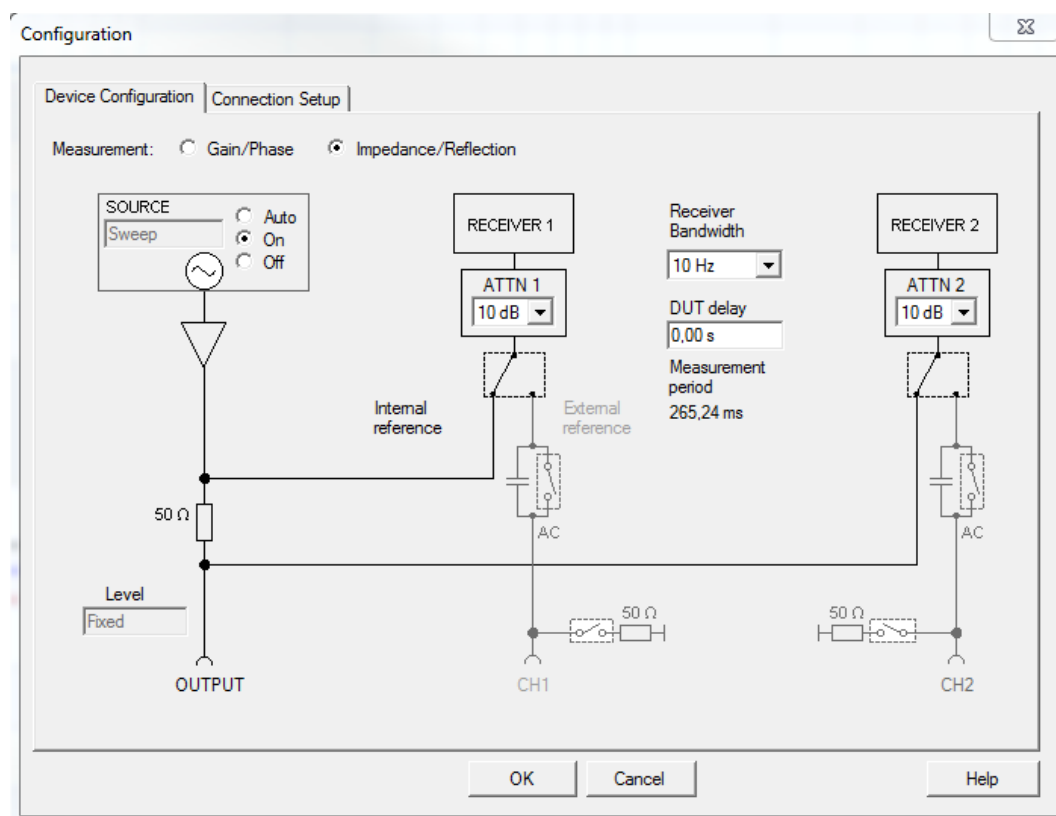 Configuration
Device Configuration
Connection Setup
Measurement:
Gain/Phase
Impedance/Reflection
SOURCE
Sweep
Auto
On
Off
RECEIVER 1
ATTN 1
10 dB
Receiver
Bandwidth
10 Hz
DUT delay
0,00 s
Measurement
period
265,24 ms
RECEIVER 2
ATTN 2
10 dB
Internal
reference
External
reference
50 Ω
AC
AC
Level
Fixed
50 Ω
50 Ω
OUTPUT
CH1
CH2
OK
Cancel
Help